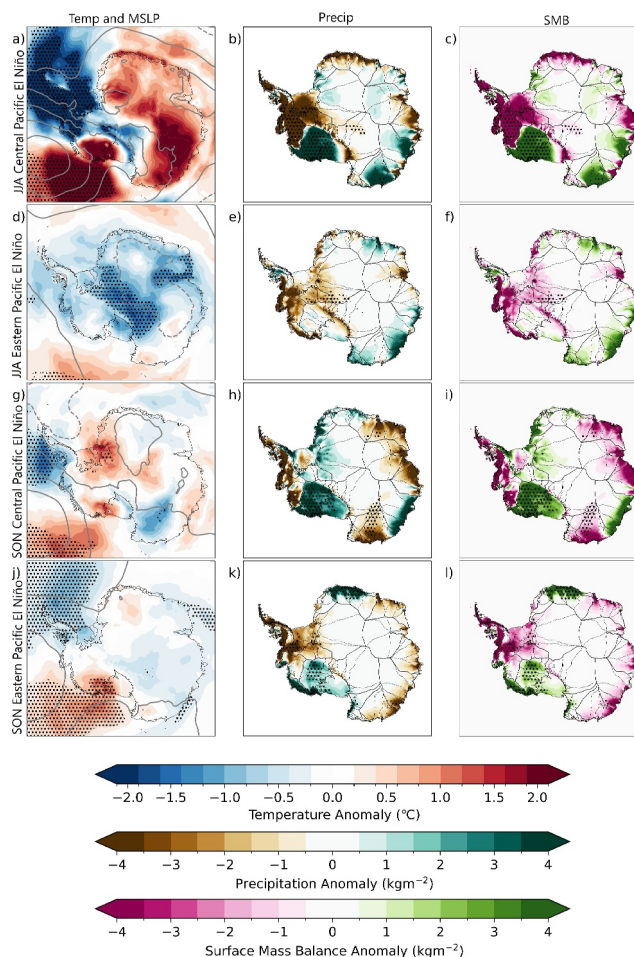 Temp and MSLP Precip SMB
a) b) c)
JJA Central Pacific El Niño
d) e) f)
JJA Eastern Pacific El Niño
g) h) i)
SON Central Pacific El Niño
j) k) l)
SON Eastern Pacific El Niño
−2.0 −1.5 −1.0 −0.5 0.0 0.5 1.0 1.5 2.0
Temperature Anomaly (°C)
−4 −3 −2 −1 0 1 2 3 4
Precipitation Anomaly (kgm⁻²)
−4 −3 −2 −1 0 1 2 3 4
Surface Mass Balance Anomaly (kgm⁻²)